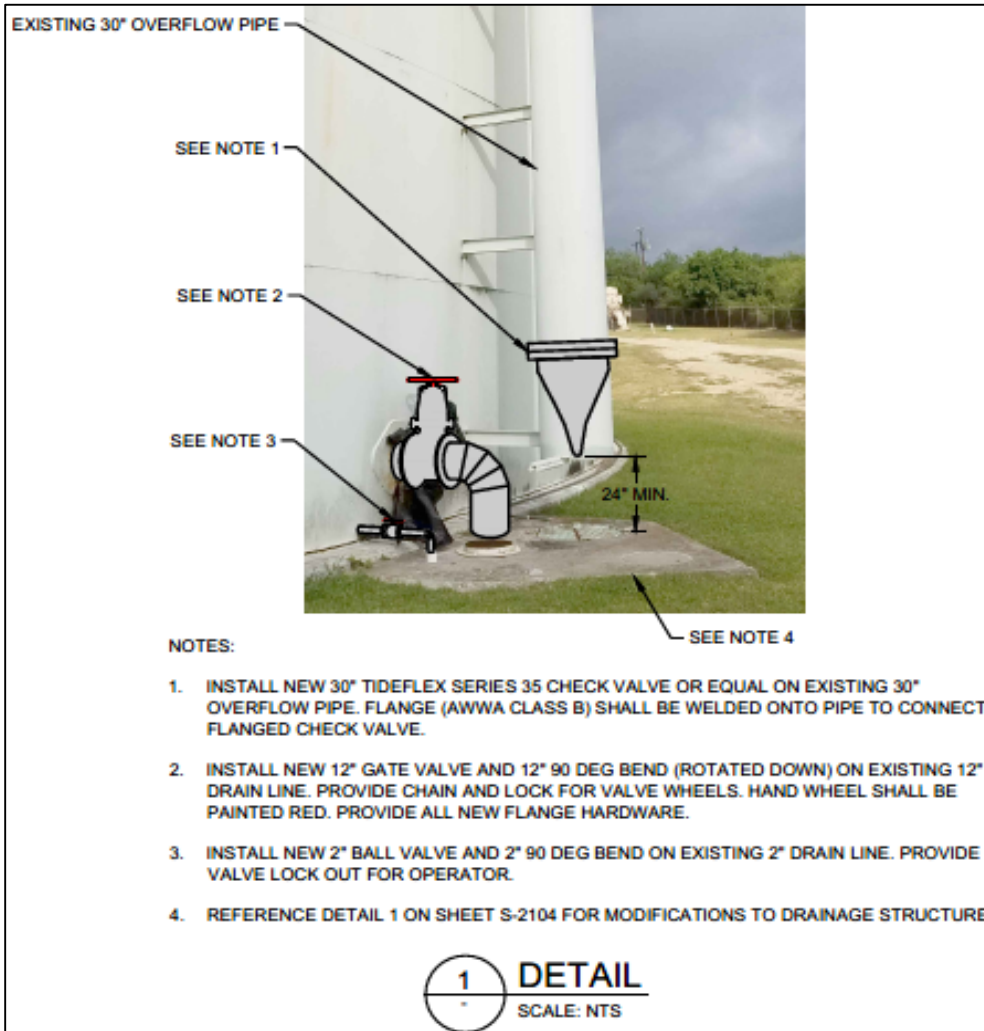 EXISTING 30" OVERFLOW PIPE
SEE NOTE 1
SEE NOTE 2
SEE NOTE 3
24" MIN.
SEE NOTE 4
NOTES:
1. INSTALL NEW 30" TIDEFLEX SERIES 35 CHECK VALVE OR EQUAL ON EXISTING 30"
OVERFLOW PIPE. FLANGE (AWWA CLASS B) SHALL BE WELDED ONTO PIPE TO CONNECT
FLANGED CHECK VALVE.
2. INSTALL NEW 12" GATE VALVE AND 12" 90 DEG BEND (ROTATED DOWN) ON EXISTING 12"
DRAIN LINE. PROVIDE CHAIN AND LOCK FOR VALVE WHEELS. HAND WHEEL SHALL BE
PAINTED RED. PROVIDE ALL NEW FLANGE HARDWARE.
3. INSTALL NEW 2" BALL VALVE AND 2" 90 DEG BEND ON EXISTING 2" DRAIN LINE. PROVIDE
VALVE LOCK OUT FOR OPERATOR.
4. REFERENCE DETAIL 1 ON SHEET S-2104 FOR MODIFICATIONS TO DRAINAGE STRUCTURE
1
-
DETAIL
SCALE: NTS